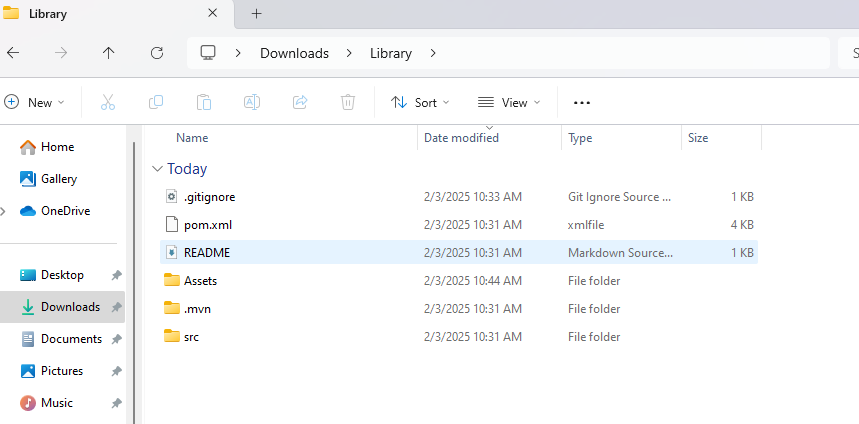 Library
Downloads Library
New Sort View
Name Date modified Type Size
Today
.gitignore 2/3/2025 10:33 AM Git Ignore Source ... 1 KB
pom.xml 2/3/2025 10:31 AM xmlfile 4 KB
README 2/3/2025 10:31 AM Markdown Source... 1 KB
Assets 2/3/2025 10:44 AM File folder
.mvn 2/3/2025 10:31 AM File folder
src 2/3/2025 10:31 AM File folder
Home
Gallery
OneDrive
Desktop
Downloads
Documents
Pictures
Music